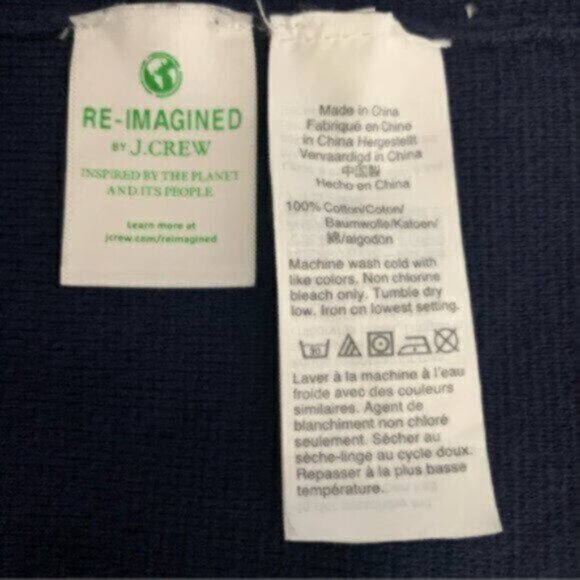 RE-IMAGINED
BY J.CREW
INSPIRED BY THE PLANET
AND ITS PEOPLE
Learn more at
jcrew.com/reimagined
Made in China
Fabriqué en Chine
in China Hergestellt
Vervaardigd in China
中国製
Hecho en China
100% Cotton/Coton/
Baumwolle/Katoen/
綿/algodon
Machine wash cold with
like colors. Non chlorine
bleach only. Tumble dry
low. Iron on lowest setting.
30
Laver à la machine à l'eau
froide avec des couleurs
similaires. Agent de
blanchiment non chloré
seulement. Sécher au
sèche-linge au cycle doux.
Repasser à la plus basse
température.